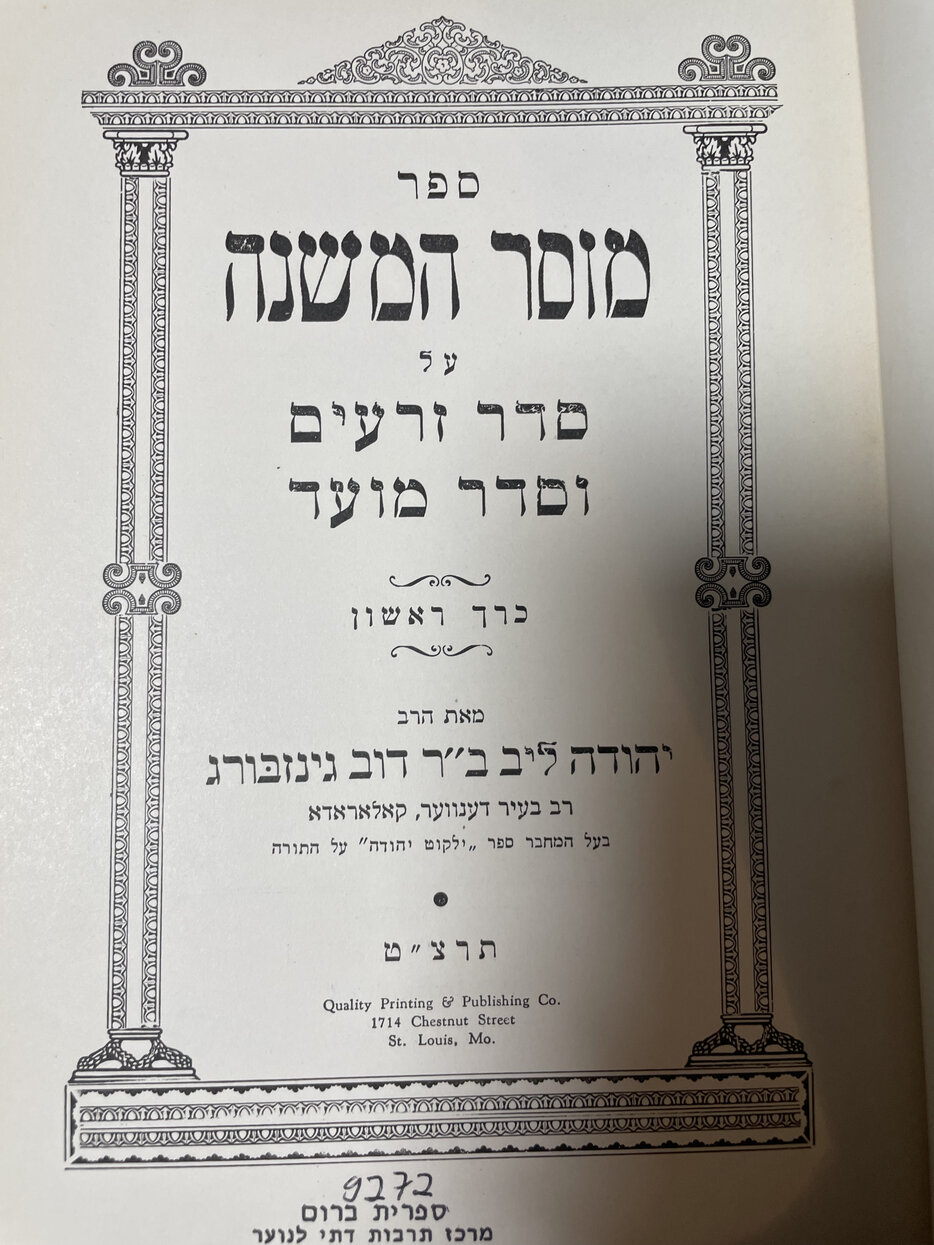 ספר
מוסר המשנה
על
סדר זרעים
וסדר מועד
כרך ראשון
מאת הרב
יהודה ליב ב״ר דוב גינזבורג
רב בעיר דענווער, קאלאראדא
בעל המחבר ספר „ילקוט יהודה״ על התורה
תרצ״ט
Quality Printing & Publishing Co.
1714 Chestnut Street
St. Louis, Mo.
9272
ספרית ברום
מרכז תרבות דתי לנוער